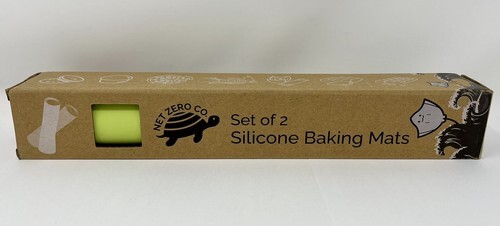 NET ZERO CO.
Set of 2
Silicone Baking Mats